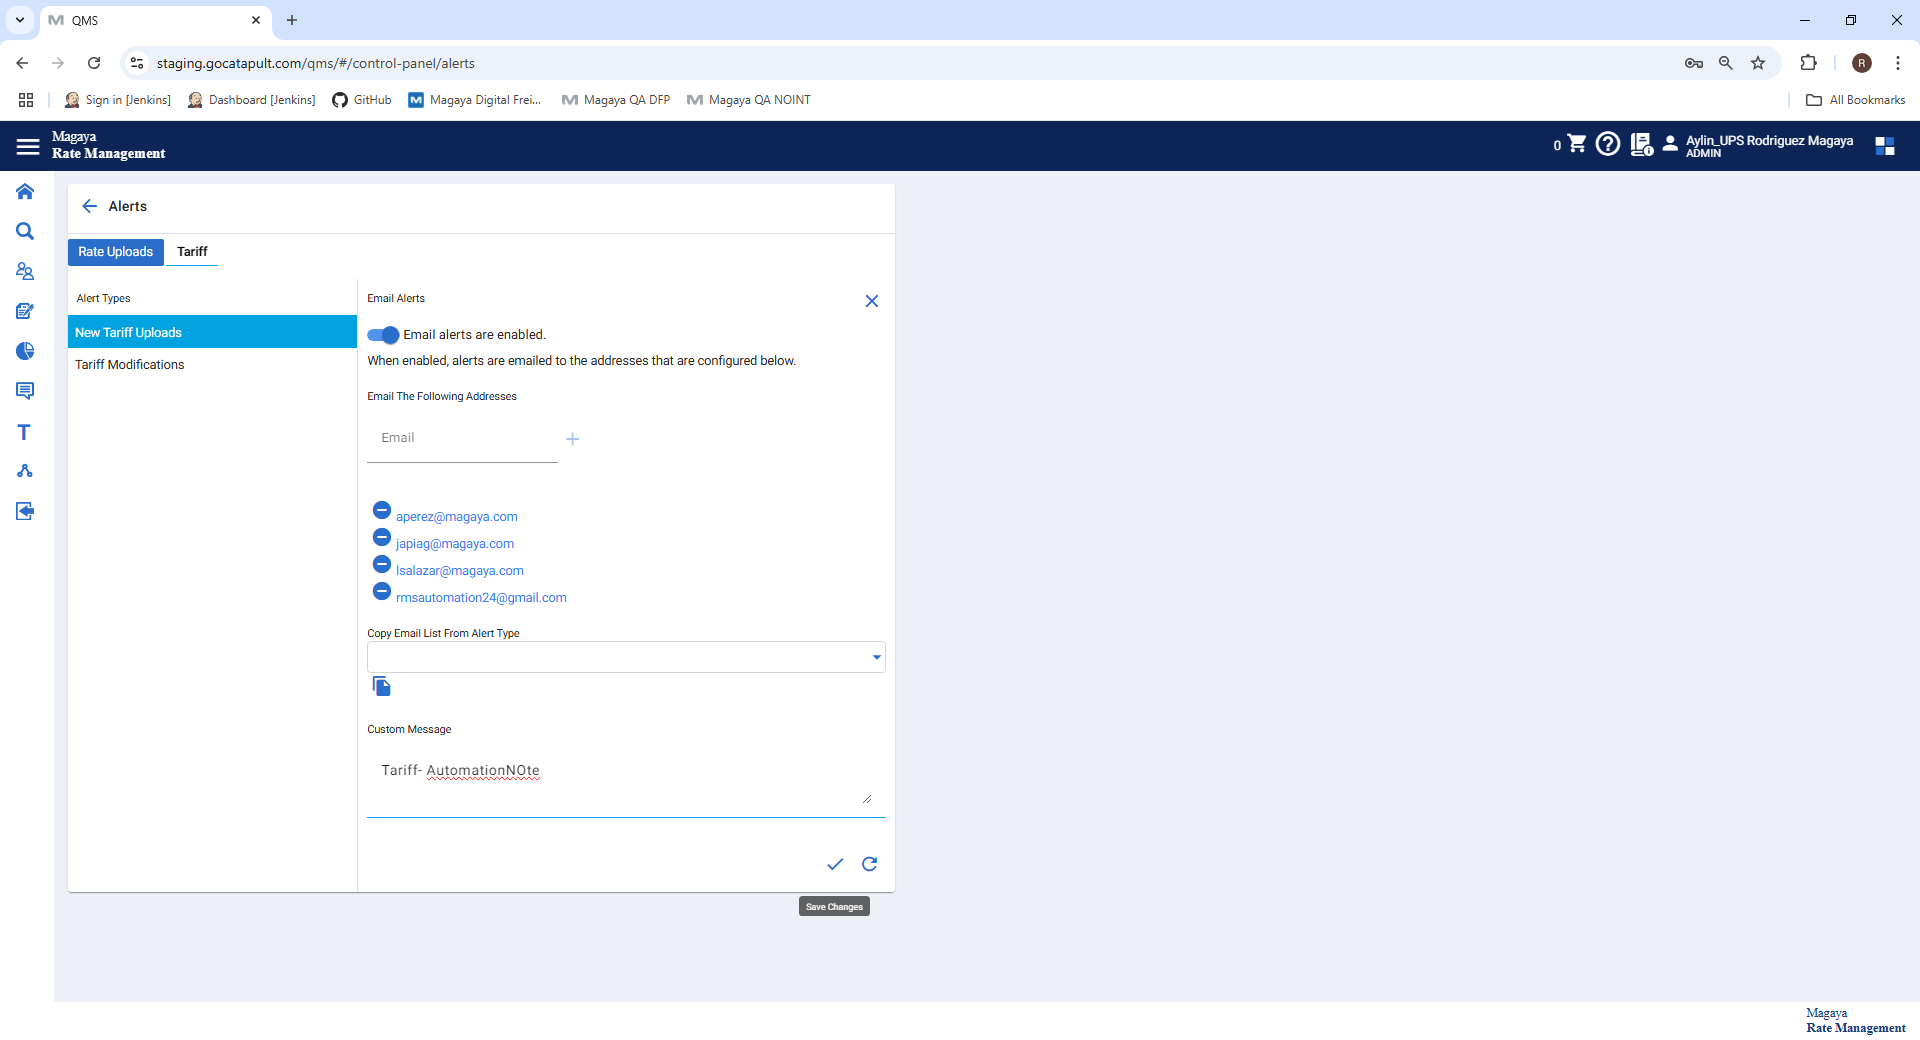 QMS
staging.gocatapult.com/qms/#/control-panel/alerts
R
Sign in [Jenkins]
Dashboard [Jenkins]
GitHub
Magaya Digital Frei...
Magaya QA DFP
Magaya QA NOINT
All Bookmarks
Magaya
Rate Management
0
Aylin_UPS Rodriguez Magaya
ADMIN
Alerts
Rate Uploads
Tariff
Alert Types
New Tariff Uploads
Tariff Modifications
Email Alerts
Email alerts are enabled.
When enabled, alerts are emailed to the addresses that are configured below.
Email The Following Addresses
Email
aperez@magaya.com
japiag@magaya.com
lsalazar@magaya.com
rmsautomation24@gmail.com
Copy Email List From Alert Type
Custom Message
Tariff- AutomationNOte
Save Changes
Magaya
Rate Management